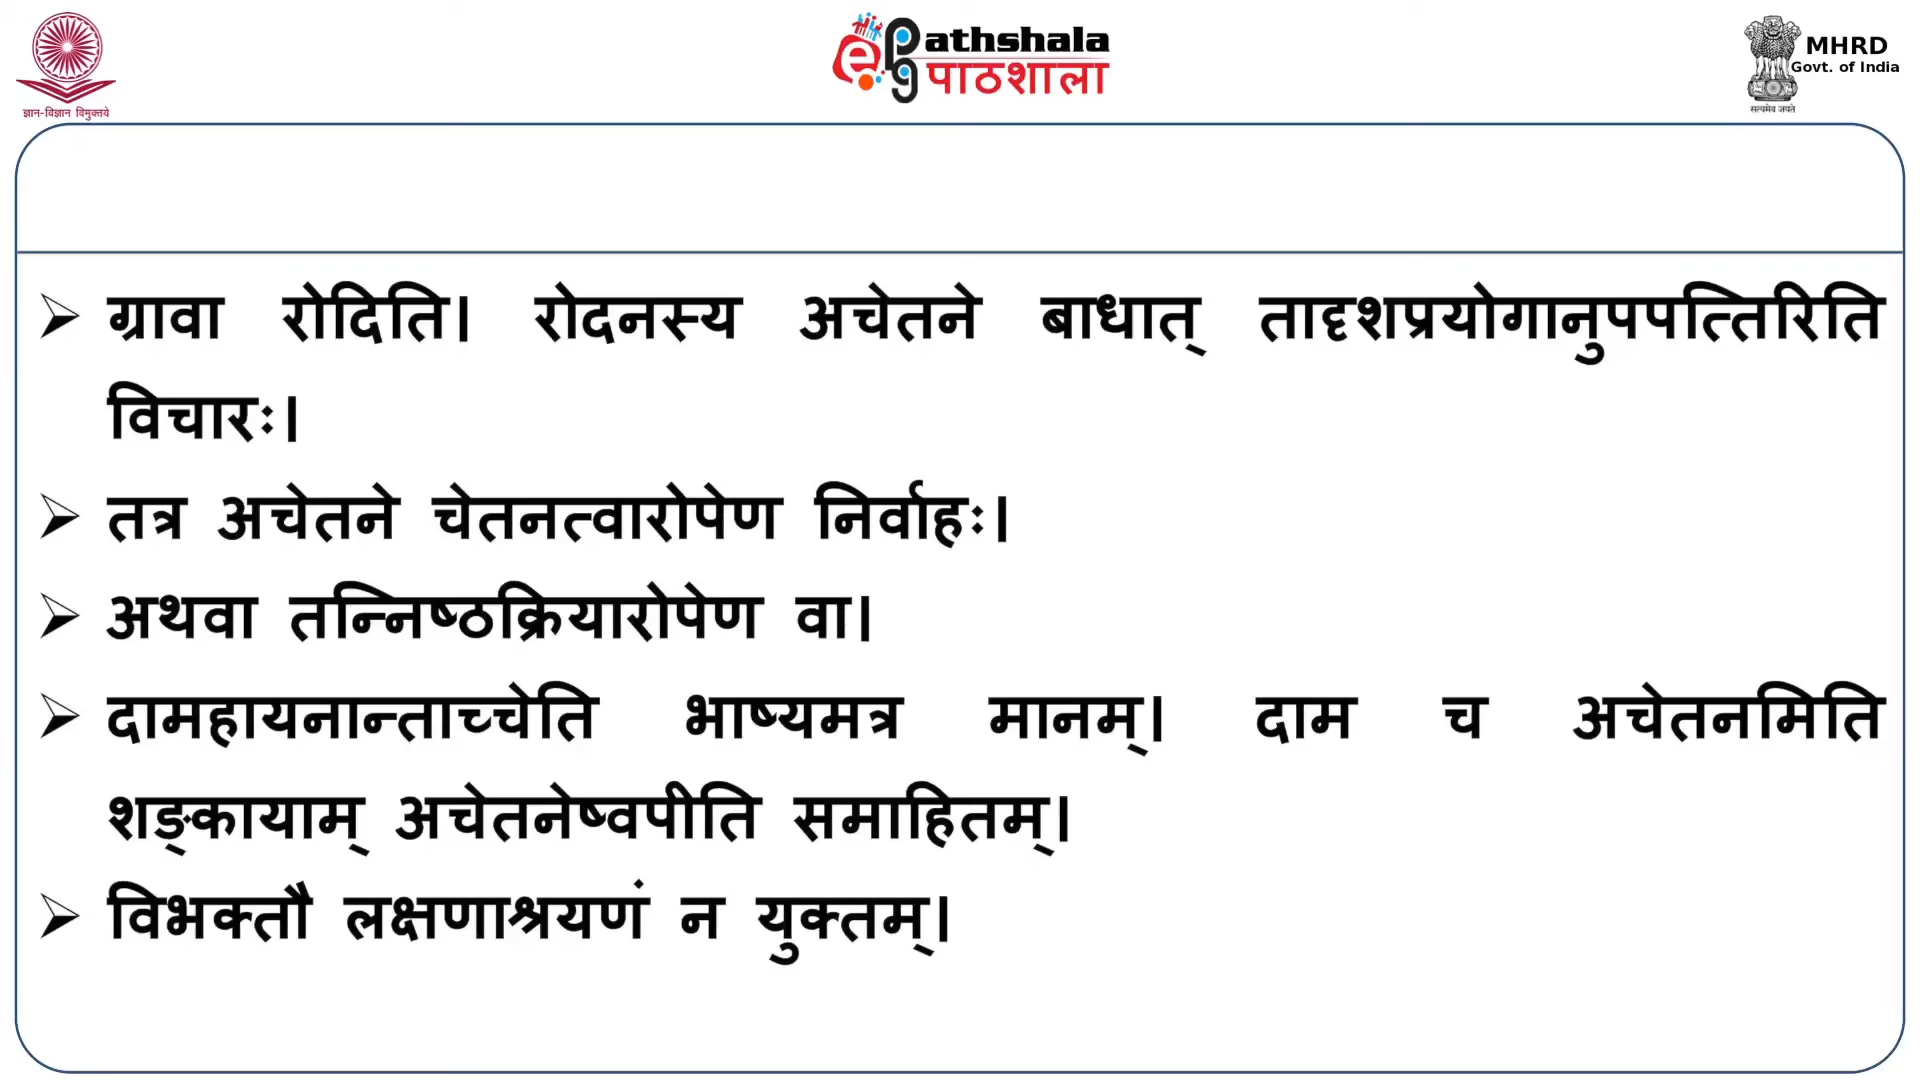 ज्ञान-विज्ञान विमुक्तये
ePg Pathshala
पाठशाला
MHRD
Govt. of India
सत्यमेव जयते
ग्रावा रोदिति। रोदनस्य अचेतने बाधात् तादृशप्रयोगानुपपत्तिरिति
विचारः।
तत्र अचेतने चेतनत्वारोपेण निर्वाहः।
अथवा तन्निष्ठक्रियारोपेण वा।
दामहायनान्ताच्चेति भाष्यमत्र मानम्। दाम च अचेतनमिति
शङ्कायाम् अचेतनेष्वपीति समाहितम्।
विभक्तौ लक्षणाश्रयणं न युक्तम्।